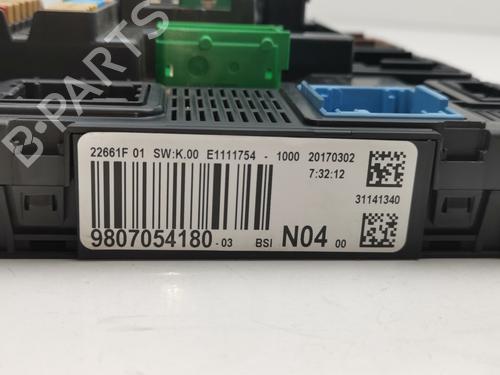 B-PARTS
22661F 01 SW:K.00 E1111754 - 1000 20170302
7:32:12
31141340
9807054180 - 03 BSI N04 00